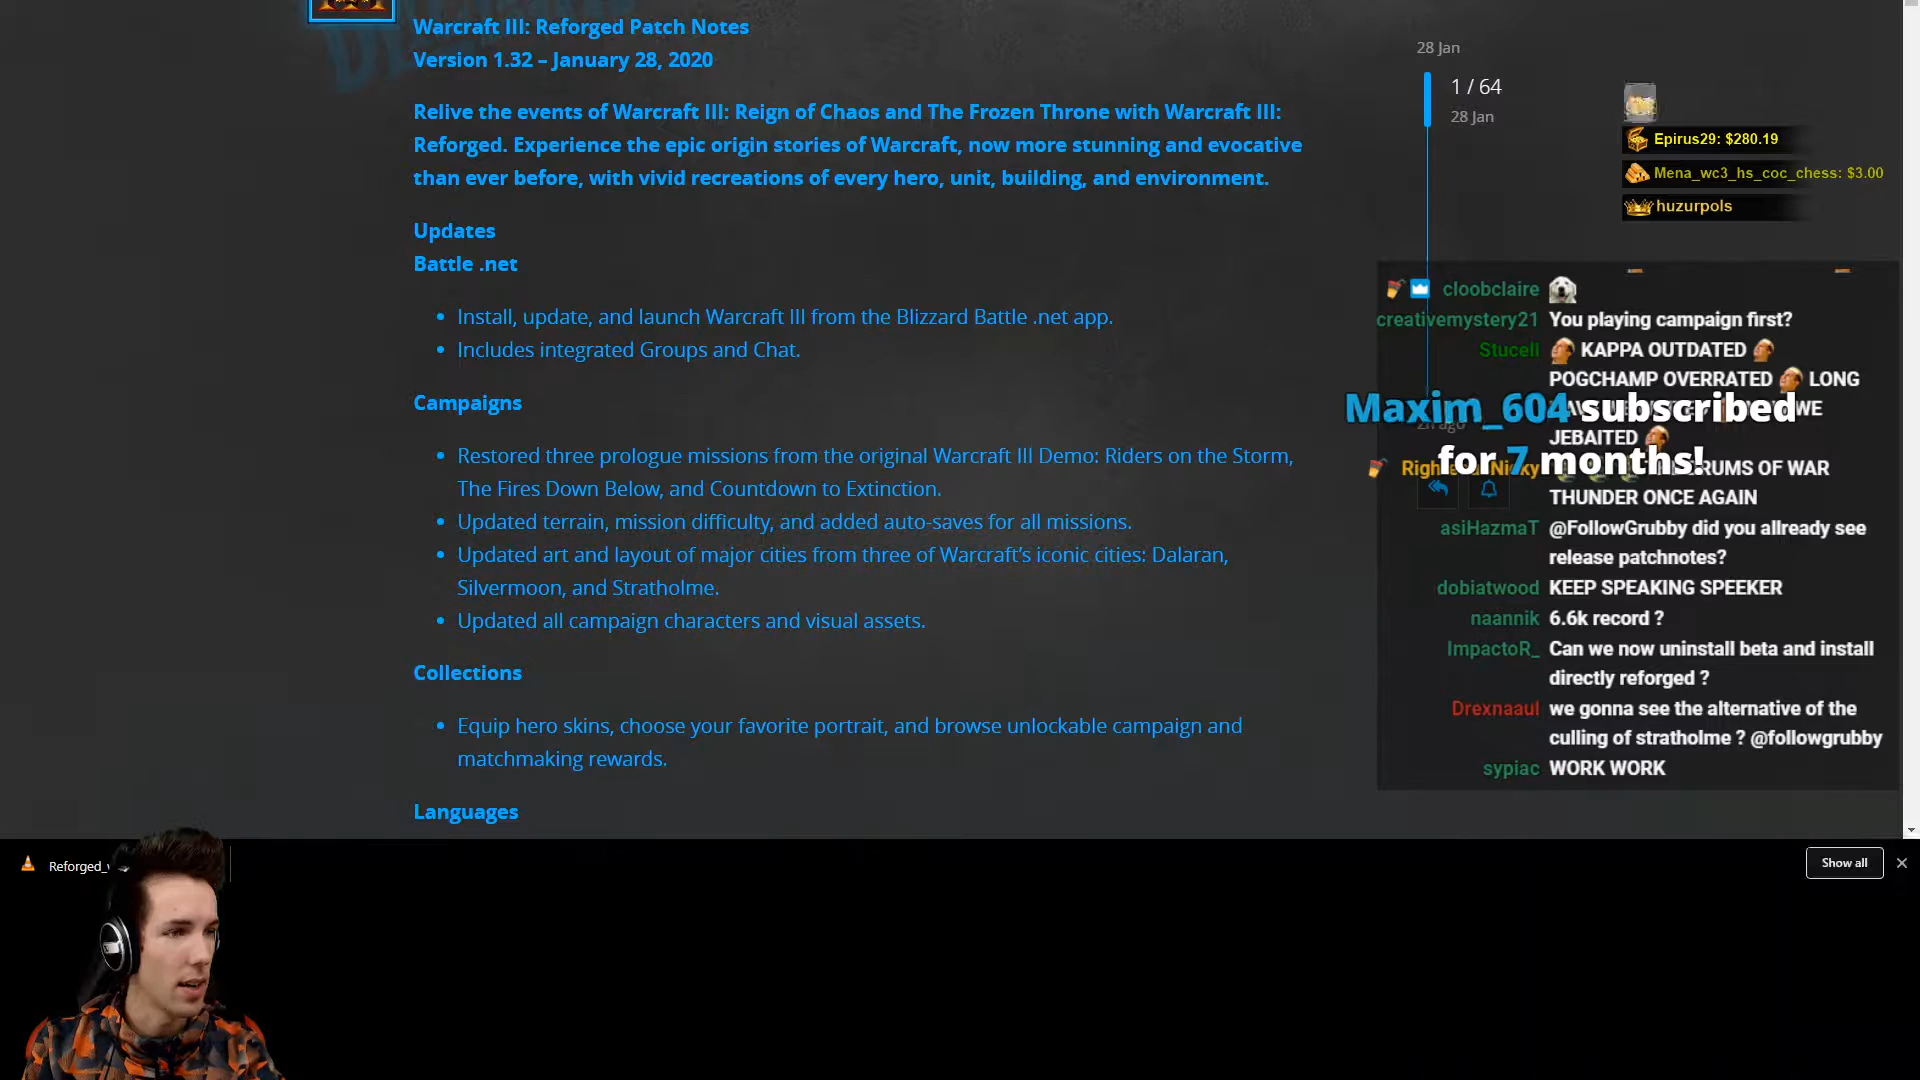 Warcraft III: Reforged Patch Notes
Version 1.32 – January 28, 2020
Relive the events of Warcraft III: Reign of Chaos and The Frozen Throne with Warcraft III:
Reforged. Experience the epic origin stories of Warcraft, now more stunning and evocative
than ever before, with vivid recreations of every hero, unit, building, and environment.
Updates
Battle .net
• Install, update, and launch Warcraft III from the Blizzard Battle .net app.
• Includes integrated Groups and Chat.
Campaigns
• Restored three prologue missions from the original Warcraft III Demo: Riders on the Storm,
The Fires Down Below, and Countdown to Extinction.
• Updated terrain, mission difficulty, and added auto-saves for all missions.
• Updated art and layout of major cities from three of Warcraft’s iconic cities: Dalaran,
Silvermoon, and Stratholme.
• Updated all campaign characters and visual assets.
Collections
• Equip hero skins, choose your favorite portrait, and browse unlockable campaign and
matchmaking rewards.
Languages
28 Jan
1 / 64
28 Jan
Epirus29: $280.19
Mena_wc3_hs_coc_chess: $3.00
huzurpols
cloobclaire
creativemystery21 You playing campaign first?
Stucell KAPPA OUTDATED
POGCHAMP OVERRATED LONG
WE
JEBAITED
Maxim_604 subscribed
for 7 months!
OF WAR
THUNDER ONCE AGAIN
asiHazmaT @FollowGrubby did you allready see
release patchnotes?
dobiatwood KEEP SPEAKING SPEEKER
naannik 6.6k record ?
ImpactoR_ Can we now uninstall beta and install
directly reforged ?
Drexnaaul we gonna see the alternative of the
culling of stratholme ? @followgrubby
sypiac WORK WORK
Reforged_
Show all